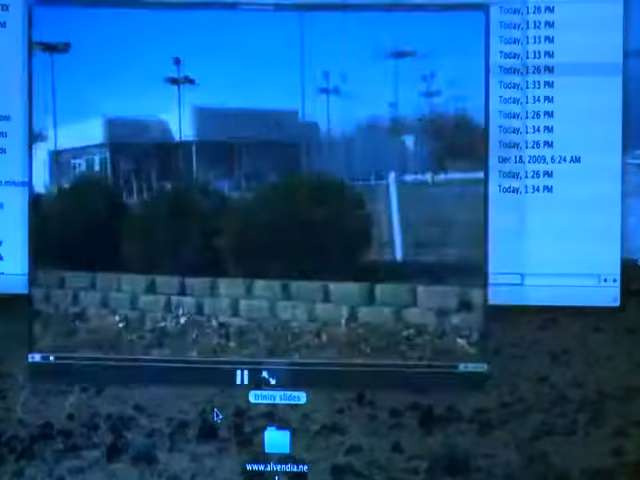 Today, 1:26 PM
Today, 1:32 PM
Today, 1:33 PM
Today, 1:33 PM
Today, 1:26 PM
Today, 1:33 PM
Today, 1:34 PM
Today, 1:26 PM
Today, 1:34 PM
Today, 1:26 PM
Dec 18, 2009, 6:24 AM
Today, 1:26 PM
Today, 1:34 PM
trinity slides
www.alvendia.ne